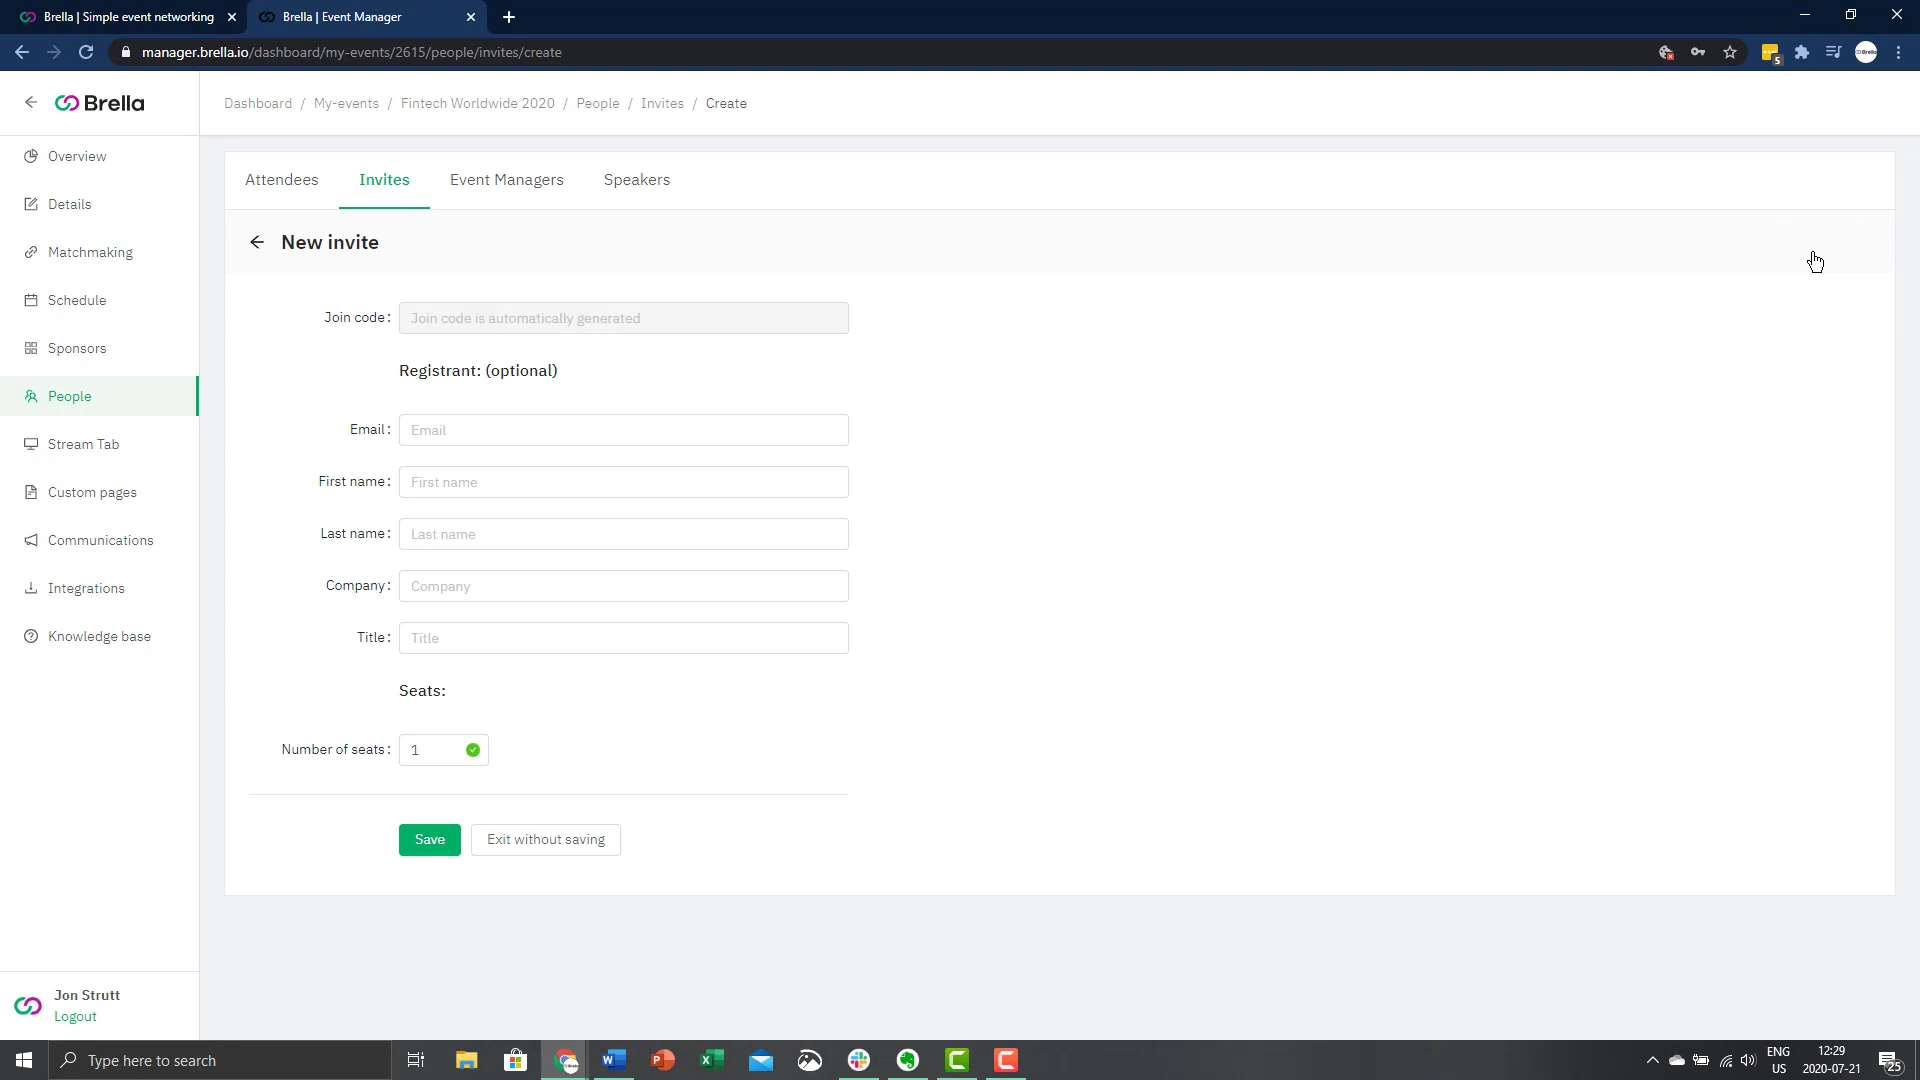 Brella | Simple event networking
Brella | Event Manager
manager.brella.io/dashboard/my-events/2615/people/invites/create
5
Brella
Dashboard / My-events / Fintech Worldwide 2020 / People / Invites / Create
Overview
Details
Matchmaking
Schedule
Sponsors
People
Stream Tab
Custom pages
Communications
Integrations
Knowledge base
Attendees
Invites
Event Managers
Speakers
New invite
Join code:
Join code is automatically generated
Registrant: (optional)
Email:
Email
First name:
First name
Last name:
Last name
Company:
Company
Title:
Title
Seats:
Number of seats:
1
Save
Exit without saving
Jon Strutt
Logout
Type here to search
ENG
US
12:29
2020-07-21
25